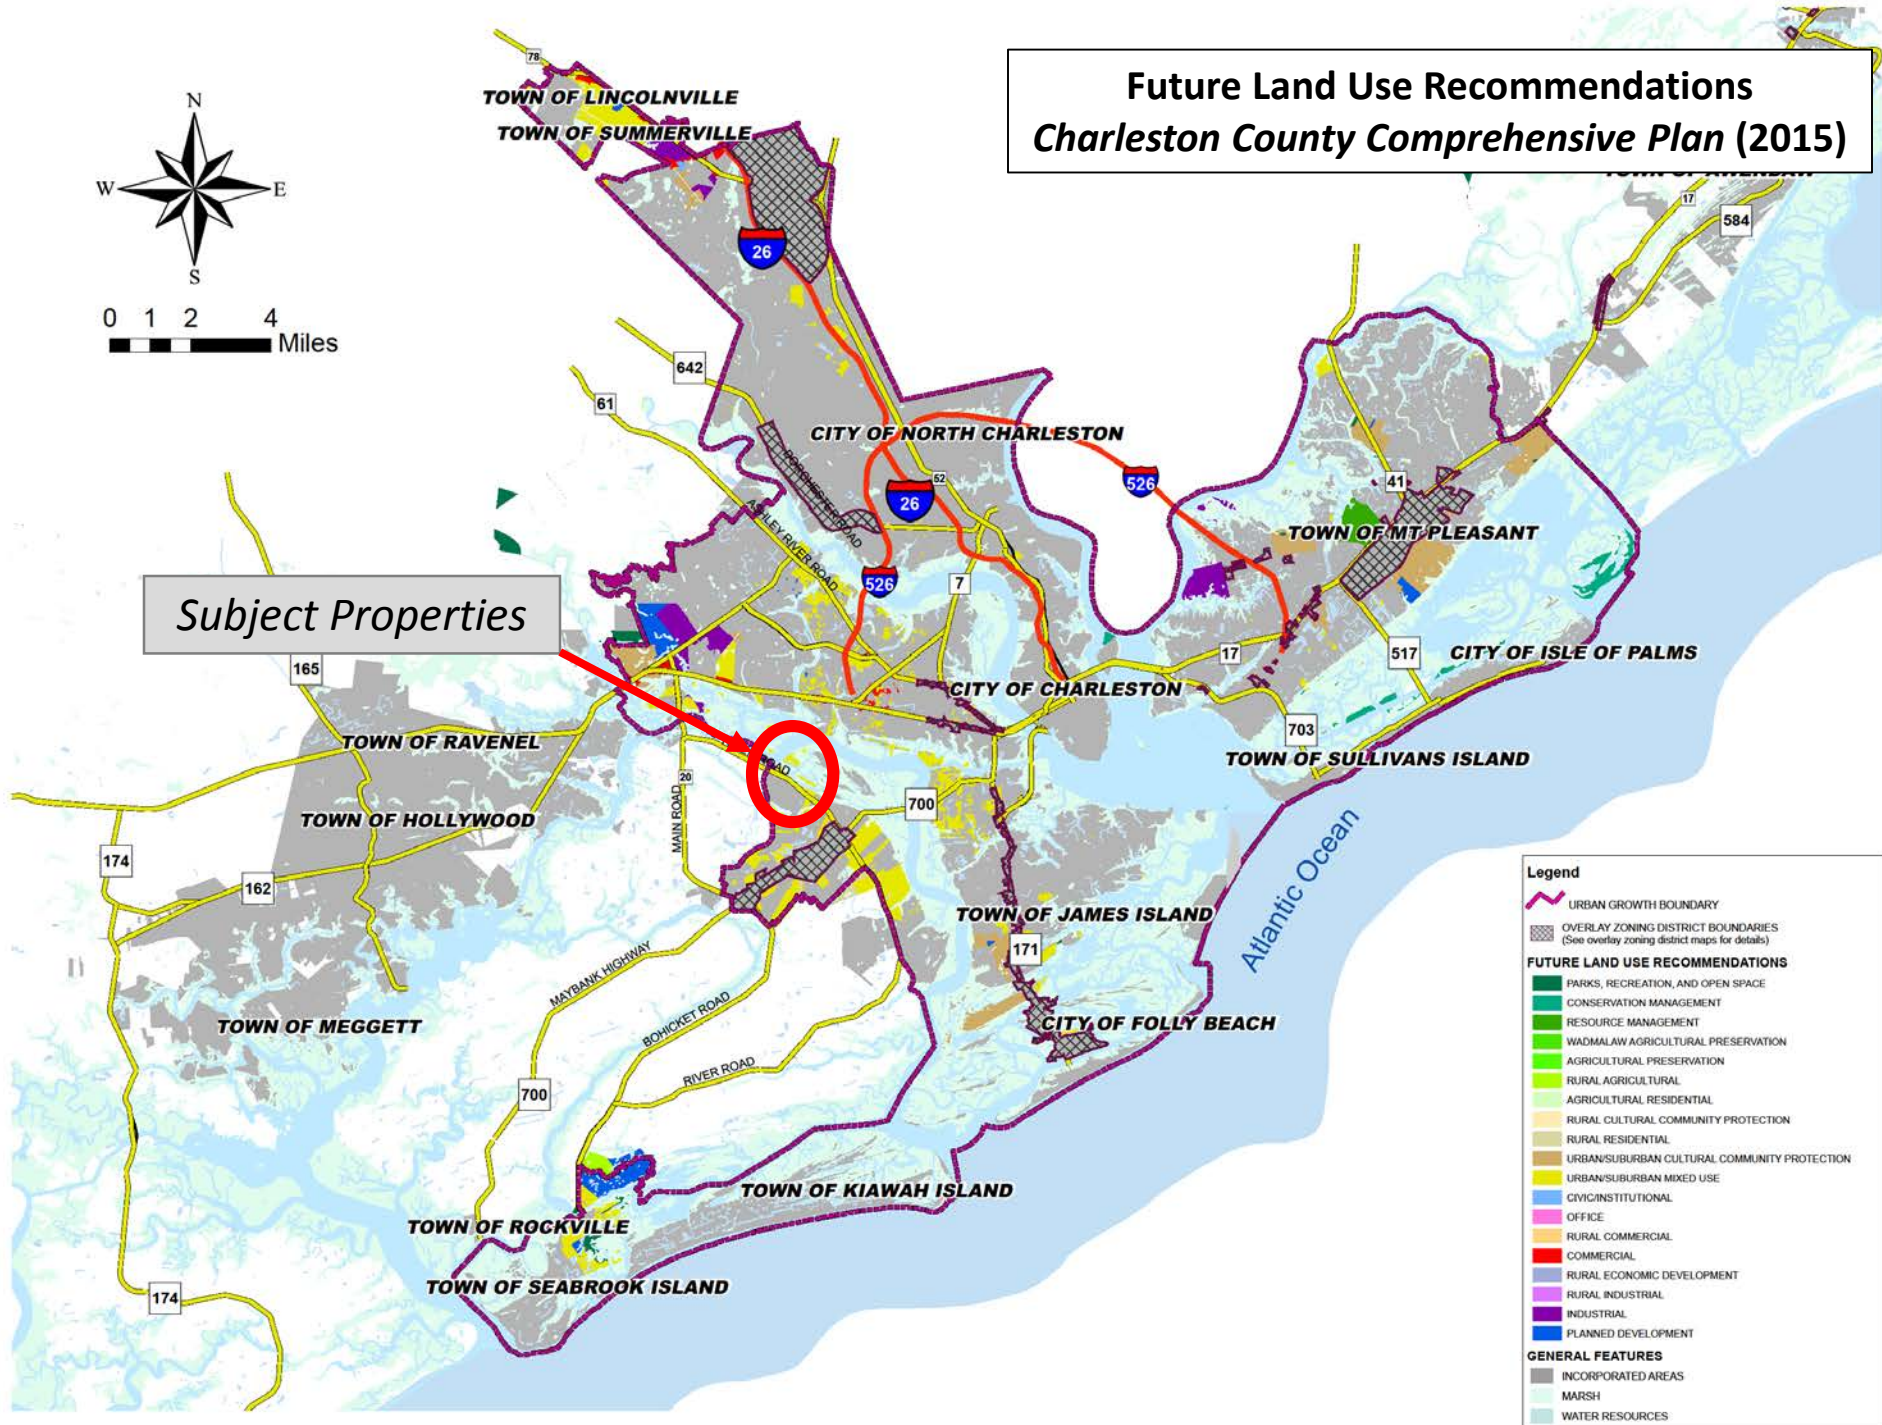 Future Land Use Recommendations
Charleston County Comprehensive Plan (2015)
78
TOWN OF LINCOLNVILLE
TOWN OF SUMMERVILLE
N
W
E
S
0 1 2 4
Miles
26
17
584
642
61
CITY OF NORTH CHARLESTON
DORCHESTER ROAD
52
26
526
41
TOWN OF MT PLEASANT
ASHLEY RIVER ROAD
526
7
Subject Properties
165
17
517
CITY OF ISLE OF PALMS
CITY OF CHARLESTON
703
TOWN OF RAVENEL
TOWN OF SULLIVANS ISLAND
ROAD
20
MAIN ROAD
700
TOWN OF HOLLYWOOD
174
162
Atlantic Ocean
TOWN OF JAMES ISLAND
171
MAYBANK HIGHWAY
BOHICKET ROAD
TOWN OF MEGGETT
CITY OF FOLLY BEACH
RIVER ROAD
700
TOWN OF KIAWAH ISLAND
TOWN OF ROCKVILLE
TOWN OF SEABROOK ISLAND
174
Legend
URBAN GROWTH BOUNDARY
OVERLAY ZONING DISTRICT BOUNDARIES
(See overlay zoning district maps for details)
FUTURE LAND USE RECOMMENDATIONS
PARKS, RECREATION, AND OPEN SPACE
CONSERVATION MANAGEMENT
RESOURCE MANAGEMENT
WADMALAW AGRICULTURAL PRESERVATION
AGRICULTURAL PRESERVATION
RURAL AGRICULTURAL
AGRICULTURAL RESIDENTIAL
RURAL CULTURAL COMMUNITY PROTECTION
RURAL RESIDENTIAL
URBAN/SUBURBAN CULTURAL COMMUNITY PROTECTION
URBAN/SUBURBAN MIXED USE
CIVIC/INSTITUTIONAL
OFFICE
RURAL COMMERCIAL
COMMERCIAL
RURAL ECONOMIC DEVELOPMENT
RURAL INDUSTRIAL
INDUSTRIAL
PLANNED DEVELOPMENT
GENERAL FEATURES
INCORPORATED AREAS
MARSH
WATER RESOURCES